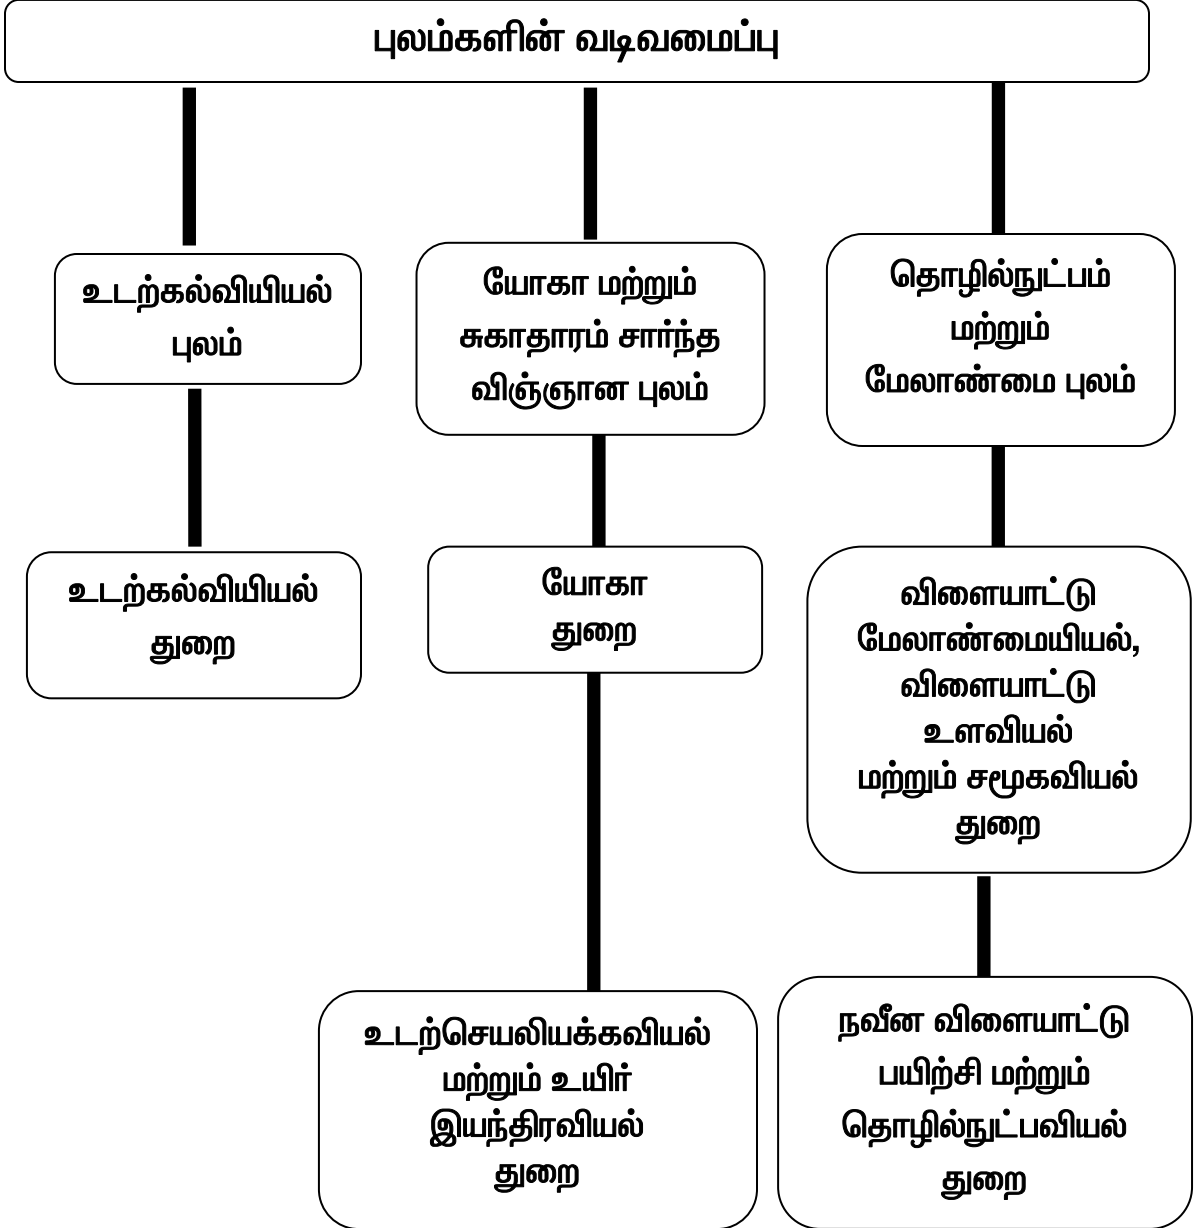 புலம்களின் வடிவமைப்பு
உடற்கல்வியியல்
புலம்
யோகா மற்றும்
சுகாதாரம் சார்ந்த
விஞ்ஞான புலம்
தொழில்நுட்பம்
மற்றும்
மேலாண்மை புலம்
உடற்கல்வியியல்
துறை
யோகா
துறை
விளையாட்டு
மேலாண்மையியல்,
விளையாட்டு
உளவியல்
மற்றும் சமூகவியல்
துறை
உடற்செயலியக்கவியல்
மற்றும் உயிர்
இயந்திரவியல்
துறை
நவீன விளையாட்டு
பயிற்சி மற்றும்
தொழில்நுட்பவியல்
துறை